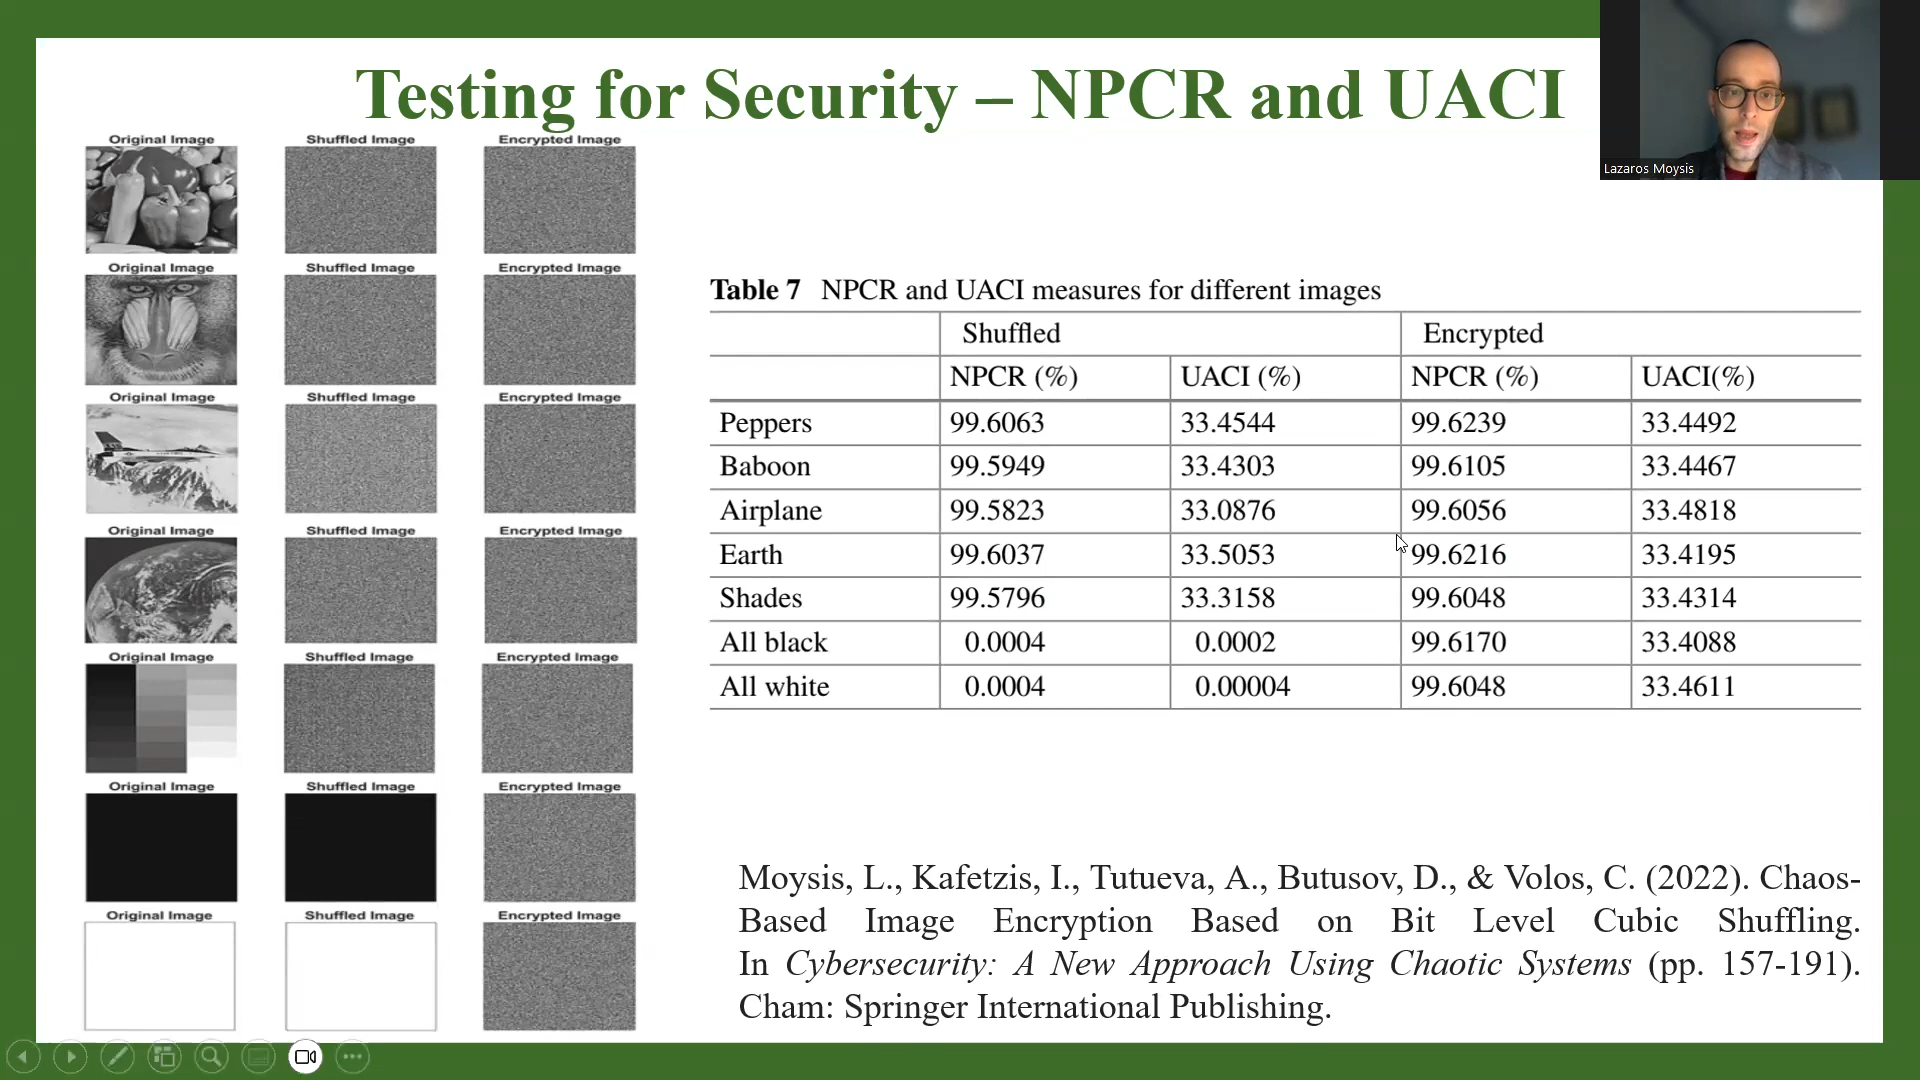 Testing for Security – NPCR and UACI
Lazaros Moysis
Original Image Shuffled Image Encrypted Image
Original Image Shuffled Image Encrypted Image
Original Image Shuffled Image Encrypted Image
Original Image Shuffled Image Encrypted Image
Original Image Shuffled Image Encrypted Image
Original Image Shuffled Image Encrypted Image
Original Image Shuffled Image Encrypted Image
Table 7 NPCR and UACI measures for different images
Shuffled Encrypted
NPCR (%) UACI (%) NPCR (%) UACI(%)
Peppers 99.6063 33.4544 99.6239 33.4492
Baboon 99.5949 33.4303 99.6105 33.4467
Airplane 99.5823 33.0876 99.6056 33.4818
Earth 99.6037 33.5053 99.6216 33.4195
Shades 99.5796 33.3158 99.6048 33.4314
All black 0.0004 0.0002 99.6170 33.4088
All white 0.0004 0.00004 99.6048 33.4611
Moysis, L., Kafetzis, I., Tutueva, A., Butusov, D., & Volos, C. (2022). Chaos-
Based Image Encryption Based on Bit Level Cubic Shuffling.
In Cybersecurity: A New Approach Using Chaotic Systems (pp. 157-191).
Cham: Springer International Publishing.